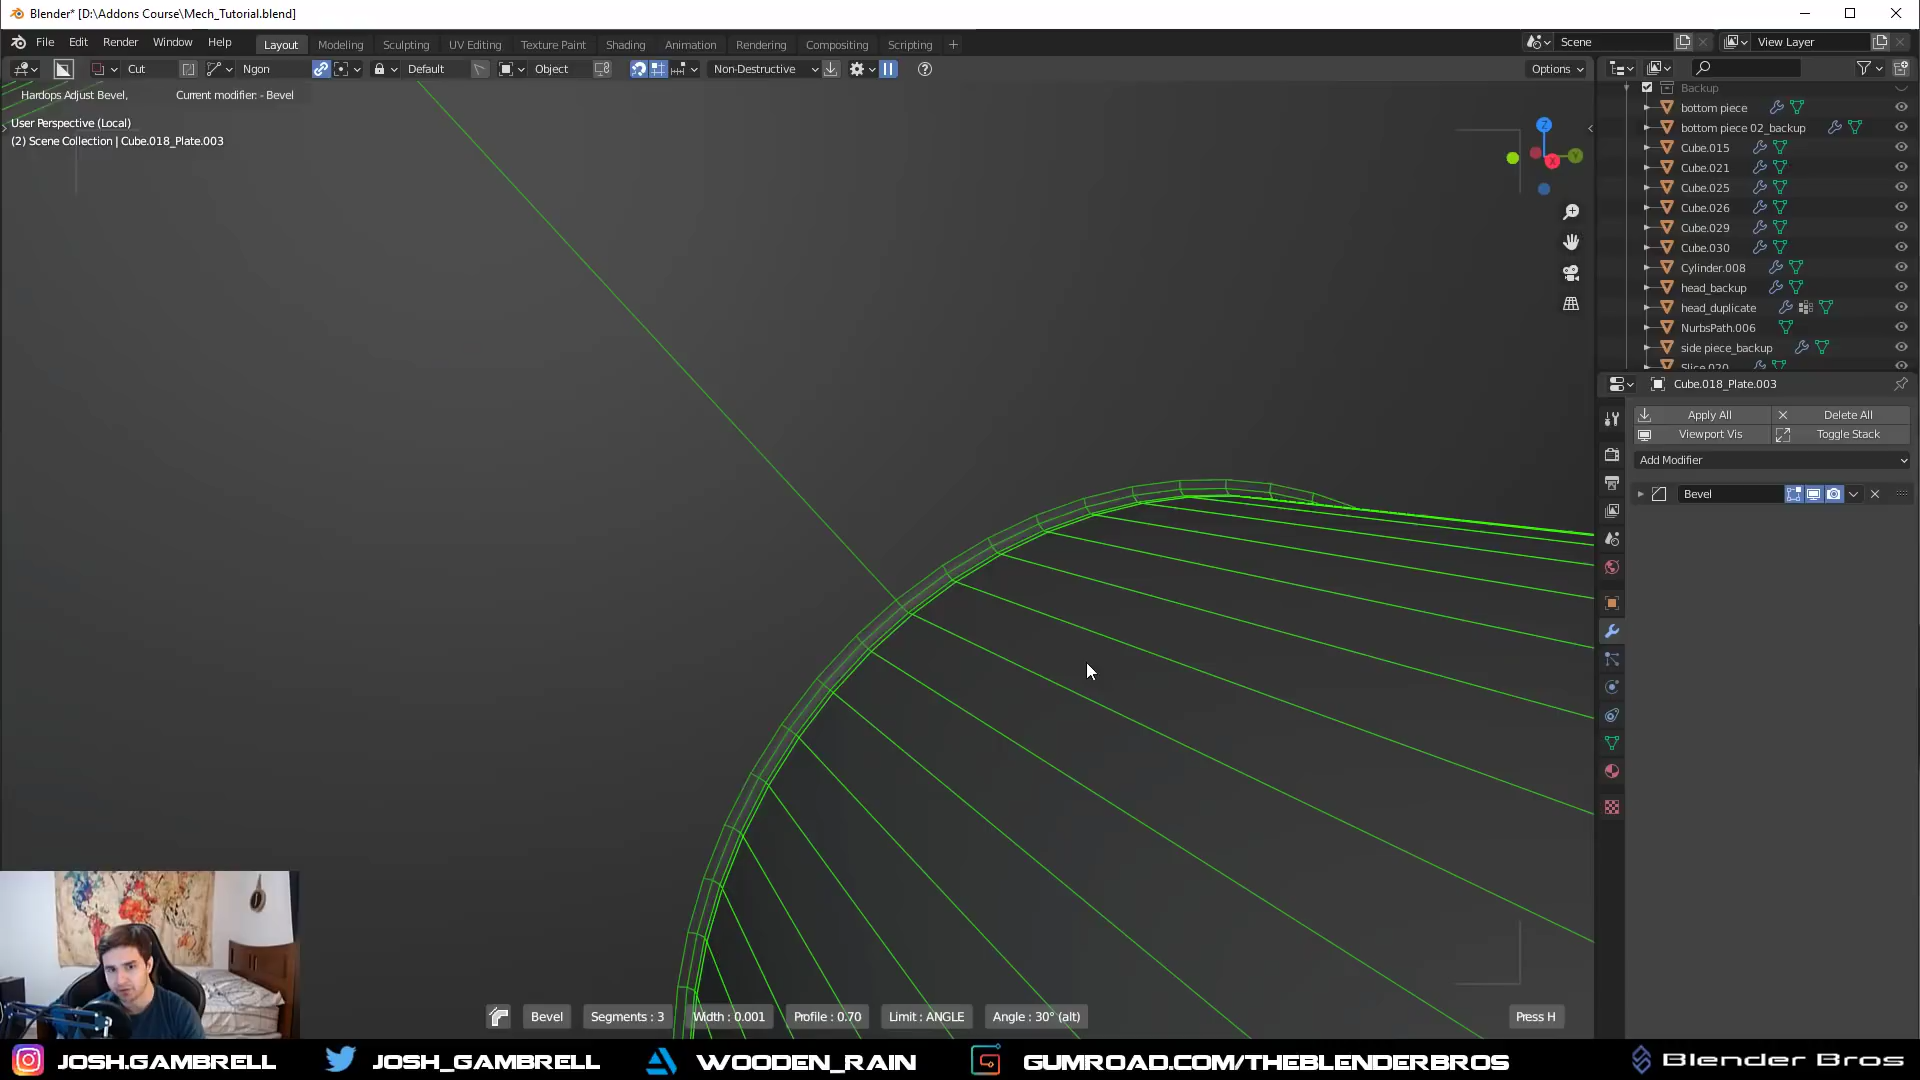 Blender* [D:\Addons Course\Mech_Tutorial.blend]
File Edit Render Window Help
Layout Modeling Sculpting UV Editing Texture Paint Shading Animation Rendering Compositing Scripting +
Scene
View Layer
Cut
Ngon
Default
Object
Non-Destructive
Options
Hardops Adjust Bevel, Current modifier: - Bevel
User Perspective (Local)
(2) Scene Collection | Cube.018_Plate.003
Z
Y
X
Backup
bottom piece
bottom piece 02_backup
Cube.015
Cube.021
Cube.025
Cube.026
Cube.029
Cube.030
Cylinder.008
head_backup
head_duplicate
NurbsPath.006
side piece_backup
Slice.020
Cube.018_Plate.003
Apply All Delete All
Viewport Vis Toggle Stack
Add Modifier
Bevel
Bevel Segments : 3 Width : 0.001 Profile : 0.70 Limit : ANGLE Angle : 30° (alt)
Press H
JOSH.GAMBRELL JOSH_GAMBRELL WOODEN_RAIN GUMROAD.COM/THEBLENDERBROS Blender Bros